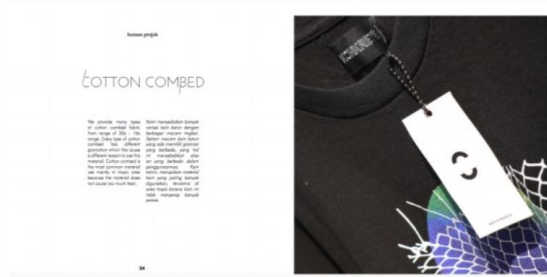 human projek
COTTON COMBED
We provide many types
of cotton combed fabric
from range of 20s - 16s
range. Every type of cotton
combed has different
gramation which the cause
a different reason to use the
material. Cotton combed is
the most common material
use mainly in major area
because the material does
not cause too much heat.
Kami menyediakan banyak
variasi kain katun dengan
berbagai macam tingkat.
Setiap macam kain katun
yang ada memiliki gramasi
yang berbeda, yang hal
ini menyebabkan alas
an yang berbeda dalam
penggunaannya. Kain
katun, merupakan material
kain yang paling banyak
digunakan, terutama di
area tropis karena kain ini
tidak menyerap banyak
panas.
34